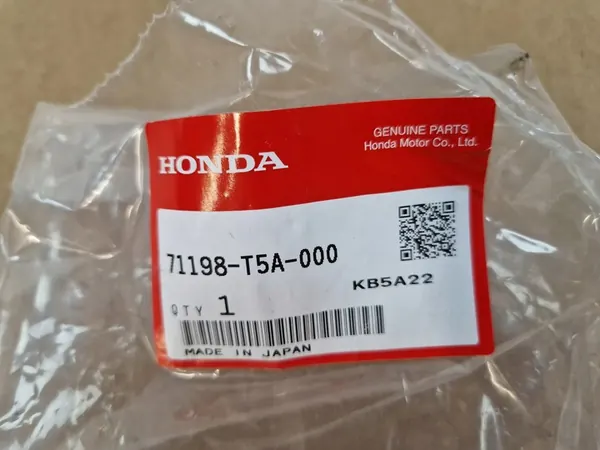 GENUINE PARTS
Honda Motor Co., Ltd.
HONDA
71198-T5A-000
KB5A22
QTY 1
MADE IN JAPAN